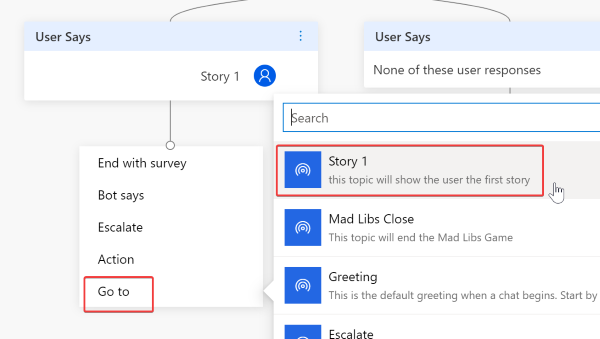 User Says
Story 1
User Says
None of these user responses
End with survey
Bot says
Escalate
Action
Go to
Search
Story 1
this topic will show the user the first story
Mad Libs Close
This topic will end the Mad Libs Game
Greeting
This is the default greeting when a chat begins. Start by
Escalate